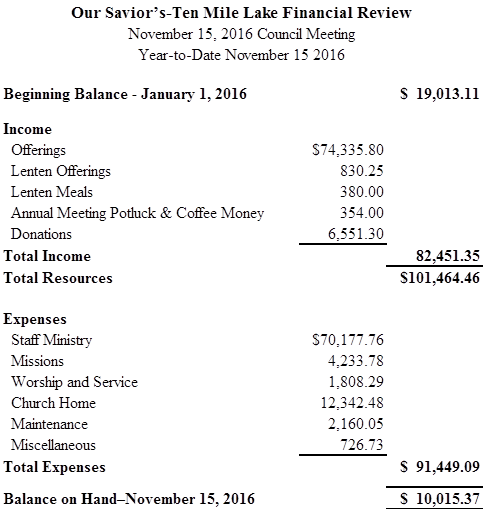 Our Savior's-Ten Mile Lake Financial Review
November 15, 2016 Council Meeting
Year-to-Date November 15 2016
Beginning Balance - January 1, 2016 $ 19,013.11
Income
Offerings $74,335.80
Lenten Offerings 830.25
Lenten Meals 380.00
Annual Meeting Potluck & Coffee Money 354.00
Donations 6,551.30
Total Income 82,451.35
Total Resources $101,464.46
Expenses
Staff Ministry $70,177.76
Missions 4,233.78
Worship and Service 1,808.29
Church Home 12,342.48
Maintenance 2,160.05
Miscellaneous 726.73
Total Expenses $ 91,449.09
Balance on Hand–November 15, 2016 $ 10,015.37